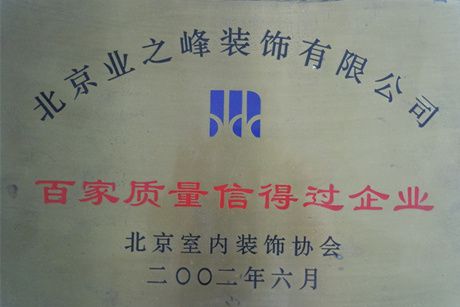 北京业之峰装饰有限公司
百家质量信得过企业
北京室内装饰协会
二〇〇二年六月